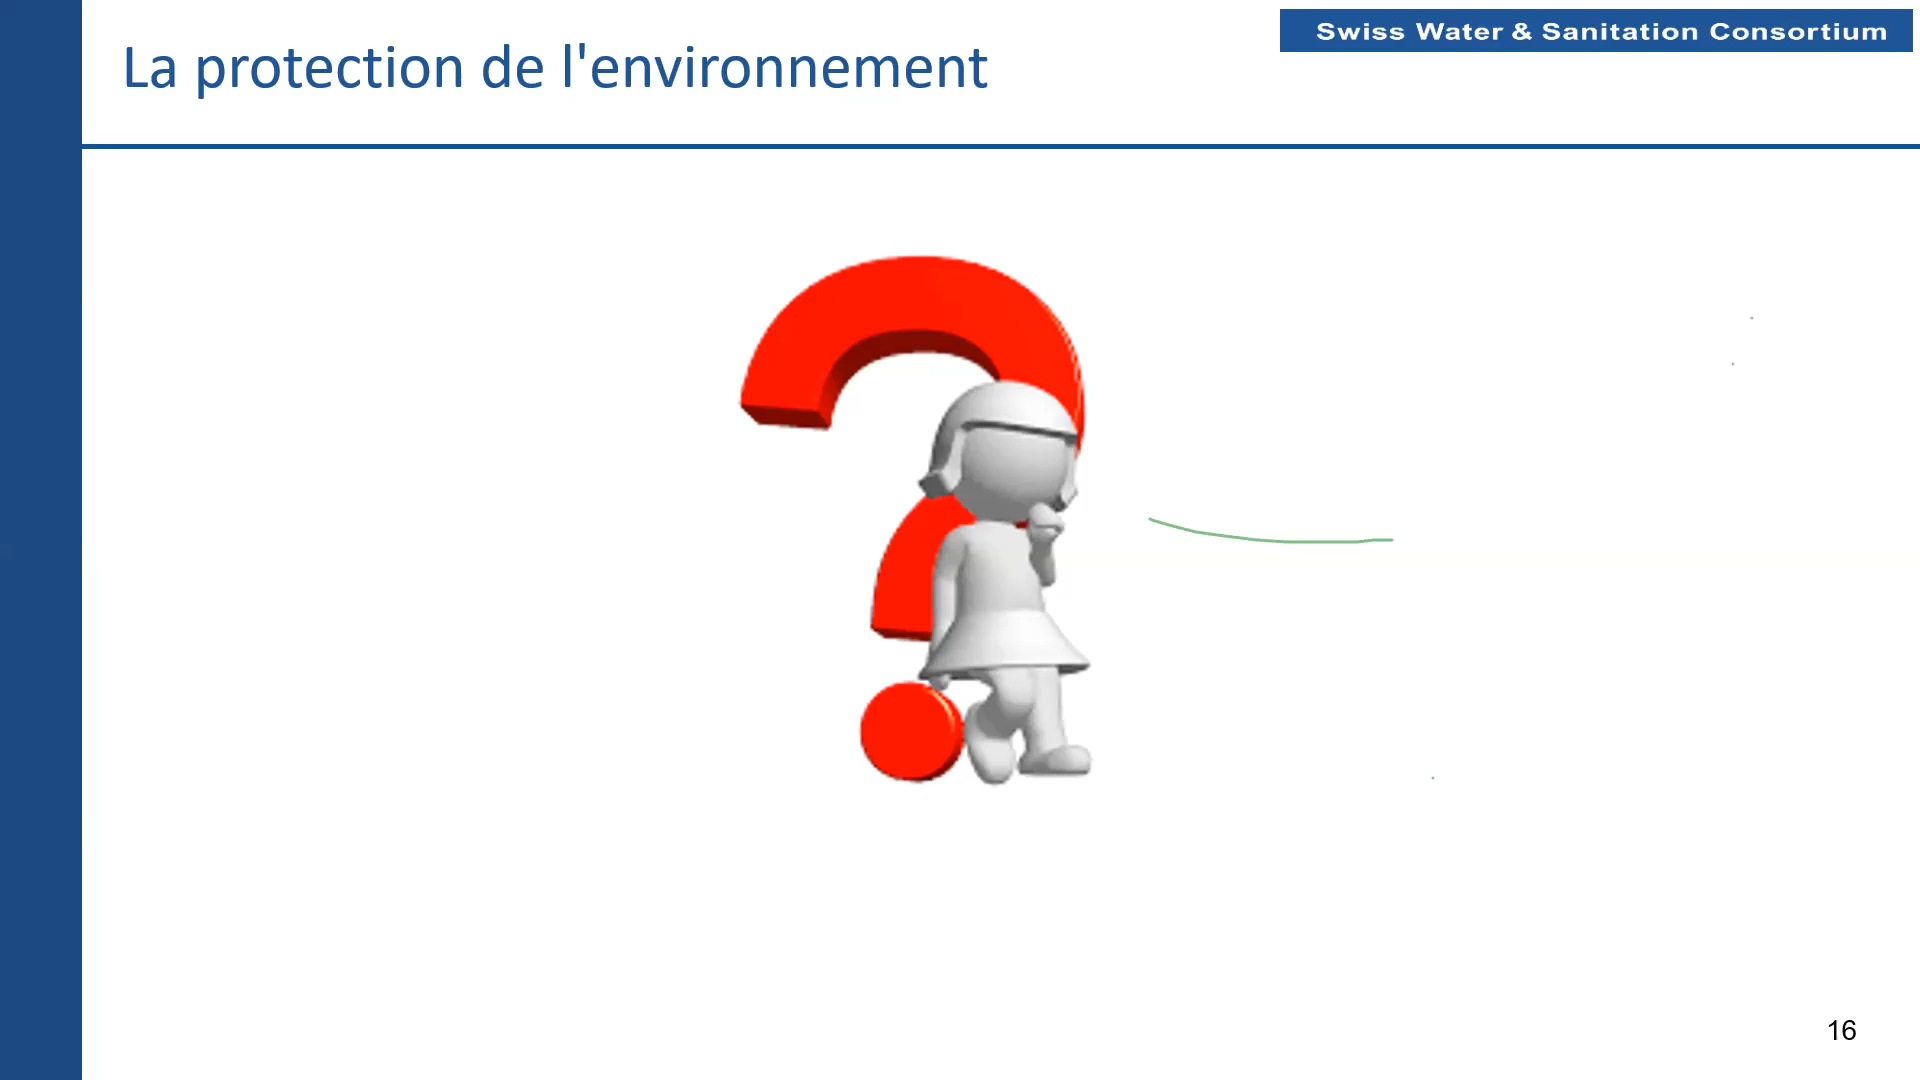 Swiss Water & Sanitation Consortium
La protection de l'environnement
16